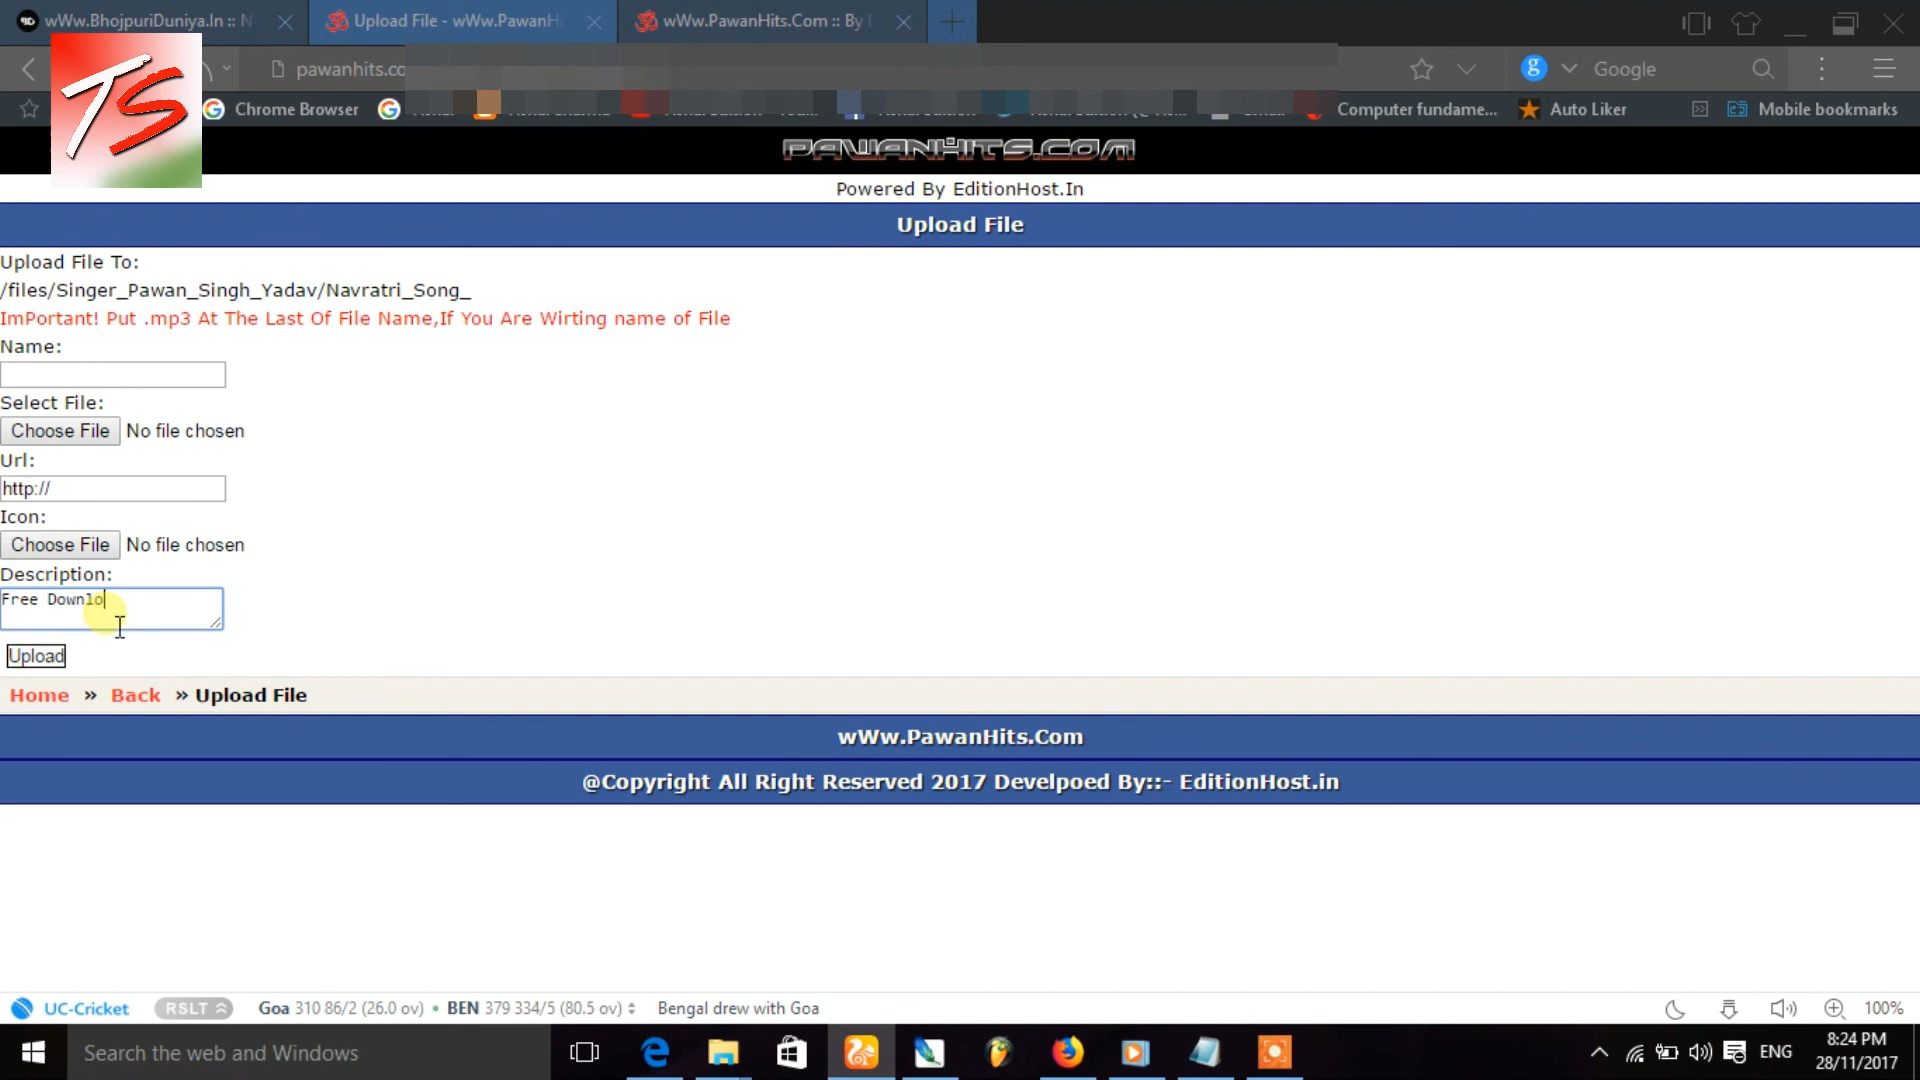 wWw.BhojpuriDuniya.In :: N
Upload File - wWw.PawanHi
wWw.PawanHits.Com :: By E
TS
pawanhits.co
Google
Chrome Browser
Computer fundame...
Auto Liker
Mobile bookmarks
PAWANHITS.COM
Powered By EditionHost.In
Upload File
Upload File To:
/files/Singer_Pawan_Singh_Yadav/Navratri_Song_
ImPortant! Put .mp3 At The Last Of File Name,If You Are Wirting name of File
Name:
Select File:
Choose File No file chosen
Url:
http://
Icon:
Choose File No file chosen
Description:
Free Downlo
Upload
Home » Back » Upload File
wWw.PawanHits.Com
@Copyright All Right Reserved 2017 Develpoed By::- EditionHost.in
UC-Cricket RSLT Goa 310 86/2 (26.0 ov) • BEN 379 334/5 (80.5 ov) Bengal drew with Goa 100%
Search the web and Windows
ENG
8:24 PM
28/11/2017